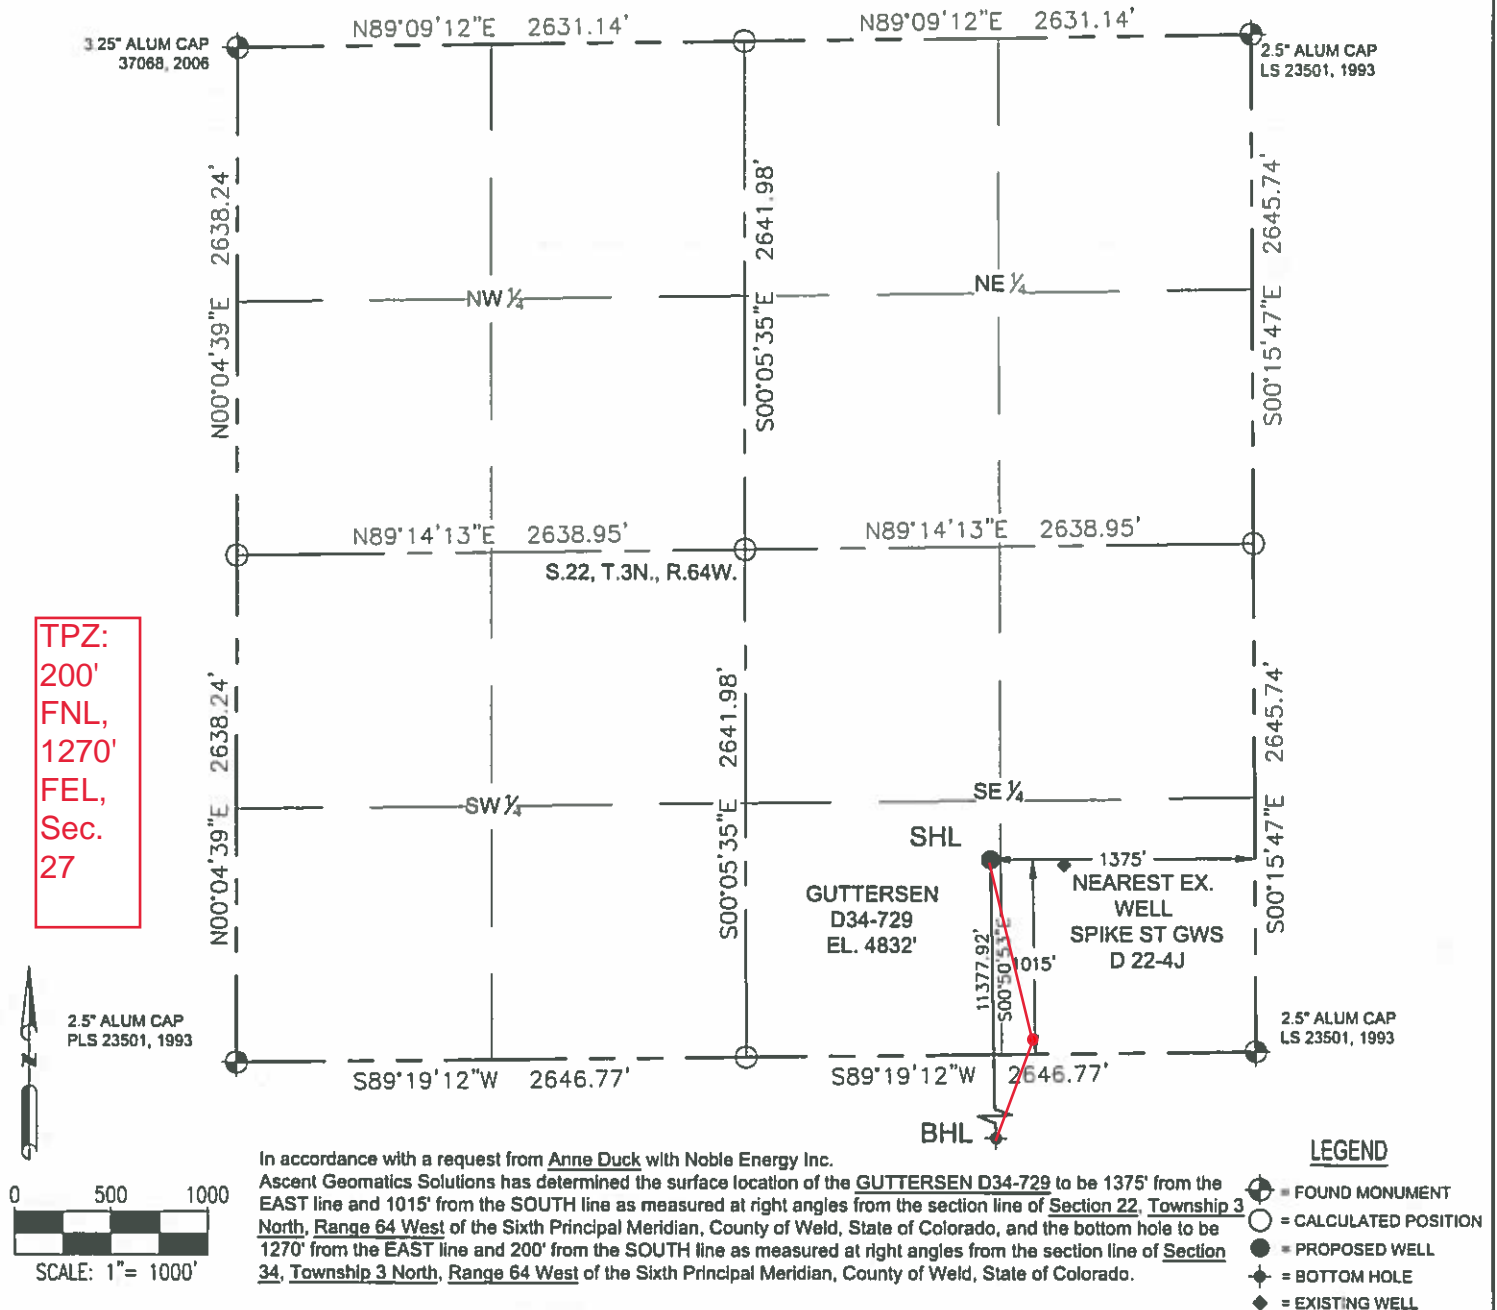 N89°09'12"E 2631.14'
N89°09'12"E 2631.14'
3.25" ALUM CAP
37068, 2006
2.5" ALUM CAP
LS 23501, 1993
N00°04'39"E 2638.24'
S00°05'35"E 2641.98'
S00°15'47"E 2645.74'
NW ¼
NE ¼
N89°14'13"E 2638.95'
N89°14'13"E 2638.95'
S.22, T.3N., R.64W.
TPZ:
200'
FNL,
1270'
FEL,
Sec.
27
N00°04'39"E 2638.24'
S00°05'35"E 2641.98'
S00°15'47"E 2645.74'
SW ¼
SE ¼
SHL
1375'
GUTTERSEN
D34-729
EL. 4832'
NEAREST EX.
WELL
SPIKE ST GWS
D 22-4J
11377.92'
S00°50'53"E
1015'
N
2.5" ALUM CAP
PLS 23501, 1993
2.5" ALUM CAP
LS 23501, 1993
S89°19'12"W 2646.77'
S89°19'12"W 2646.77'
BHL
In accordance with a request from Anne Duck with Noble Energy Inc.
Ascent Geomatics Solutions has determined the surface location of the GUTTERSEN D34-729 to be 1375' from the
EAST line and 1015' from the SOUTH line as measured at right angles from the section line of Section 22, Township 3
North, Range 64 West of the Sixth Principal Meridian, County of Weld, State of Colorado, and the bottom hole to be
1270' from the EAST line and 200' from the SOUTH line as measured at right angles from the section line of Section
34, Township 3 North, Range 64 West of the Sixth Principal Meridian, County of Weld, State of Colorado.
0 500 1000
SCALE: 1"= 1000'
LEGEND
= FOUND MONUMENT
= CALCULATED POSITION
= PROPOSED WELL
= BOTTOM HOLE
= EXISTING WELL